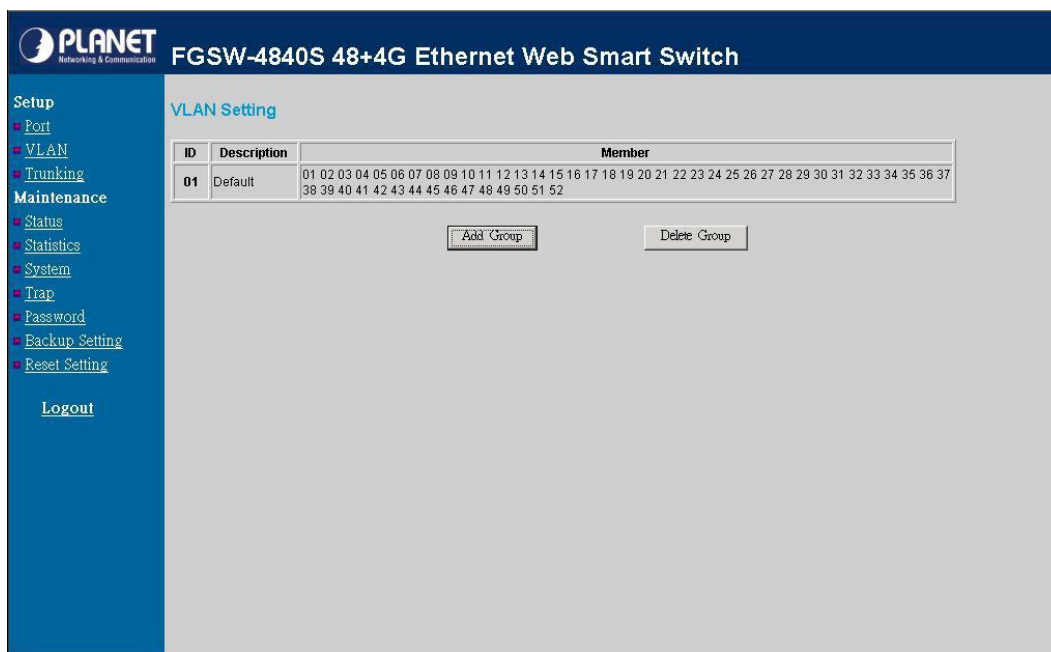 PLANET
Networking & Communication
FGSW-4840S 48+4G Ethernet Web Smart Switch
Setup
Port
VLAN
Trunking
Maintenance
Status
Statistics
System
Trap
Password
Backup Setting
Reset Setting
Logout
VLAN Setting
ID Description Member
01 Default 01 02 03 04 05 06 07 08 09 10 11 12 13 14 15 16 17 18 19 20 21 22 23 24 25 26 27 28 29 30 31 32 33 34 35 36 37
38 39 40 41 42 43 44 45 46 47 48 49 50 51 52
Add Group Delete Group